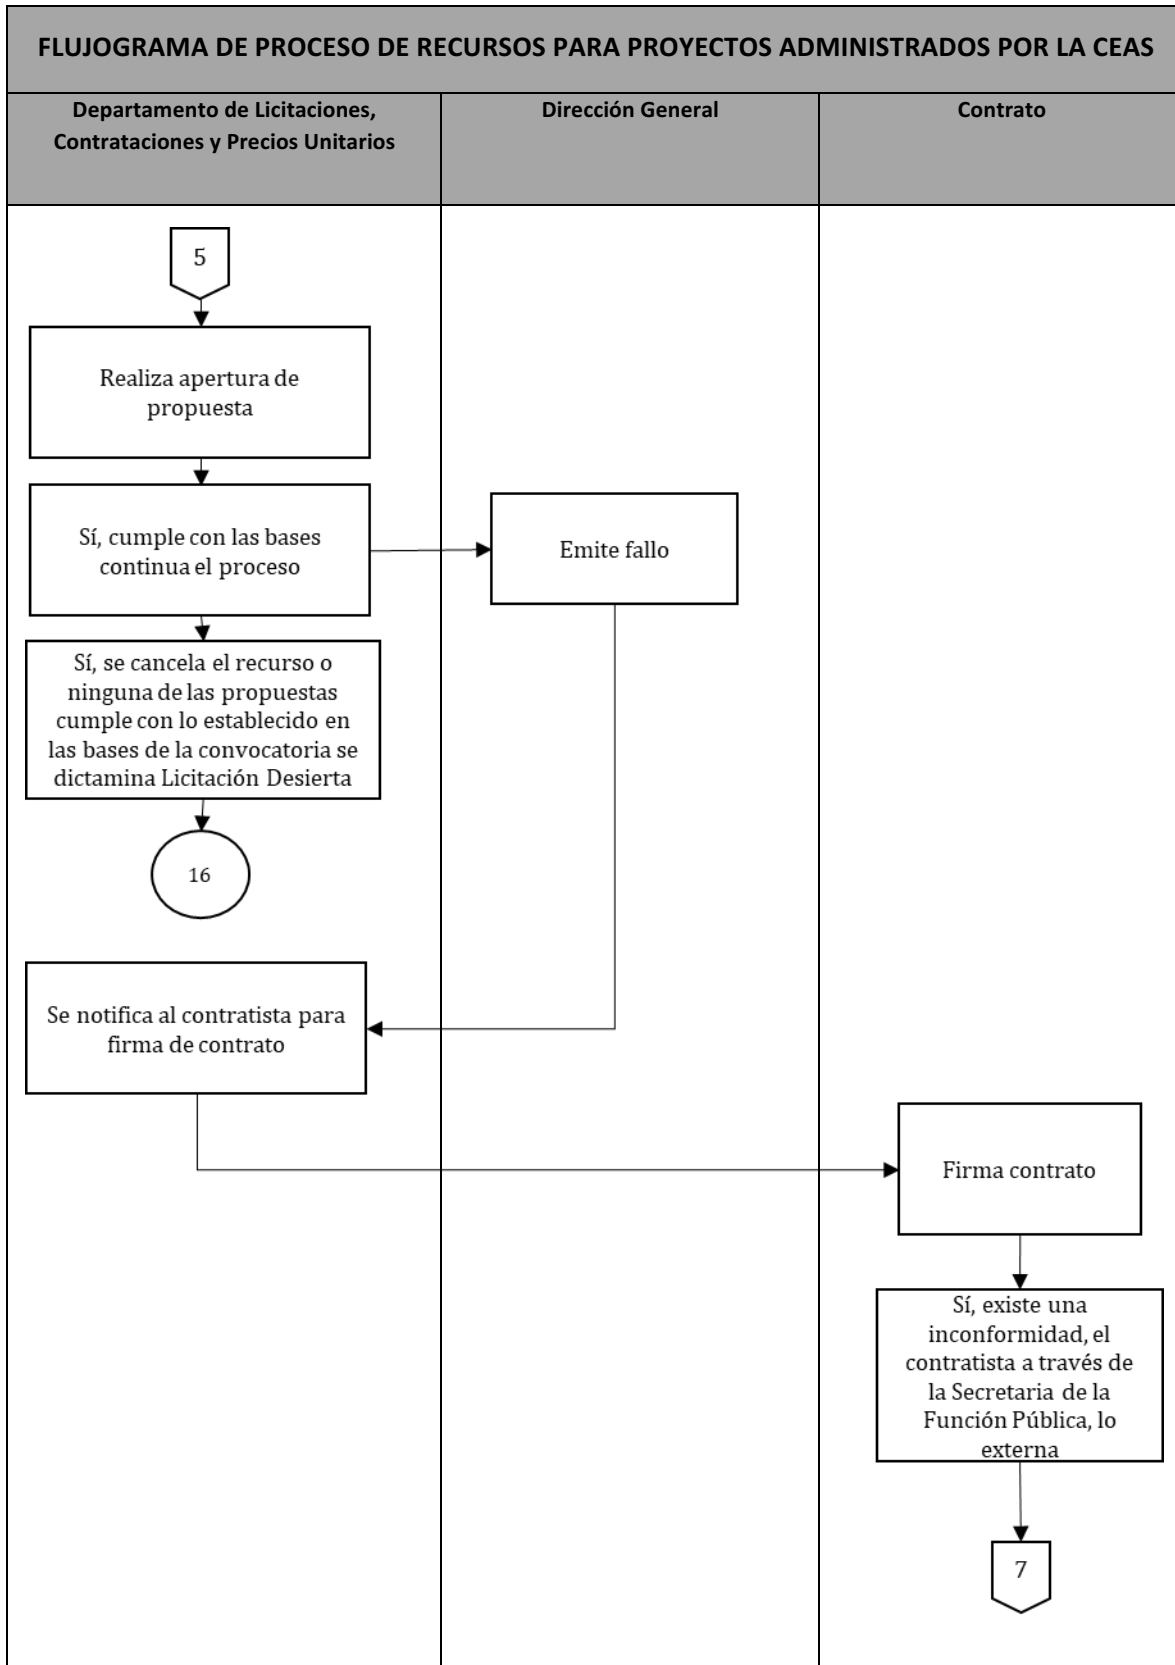 FLUJOGRAMA DE PROCESO DE RECURSOS PARA PROYECTOS ADMINISTRADOS POR LA CEAS
Departamento de Licitaciones,
Contrataciones y Precios Unitarios
Dirección General
Contrato
5
Realiza apertura de
propuesta
Sí, cumple con las bases
continua el proceso
Emite fallo
Sí, se cancela el recurso o
ninguna de las propuestas
cumple con lo establecido en
las bases de la convocatoria se
dictamina Licitación Desierta
16
Se notifica al contratista para
firma de contrato
Firma contrato
Sí, existe una
inconformidad, el
contratista a través de
la Secretaria de la
Función Pública, lo
externa
7